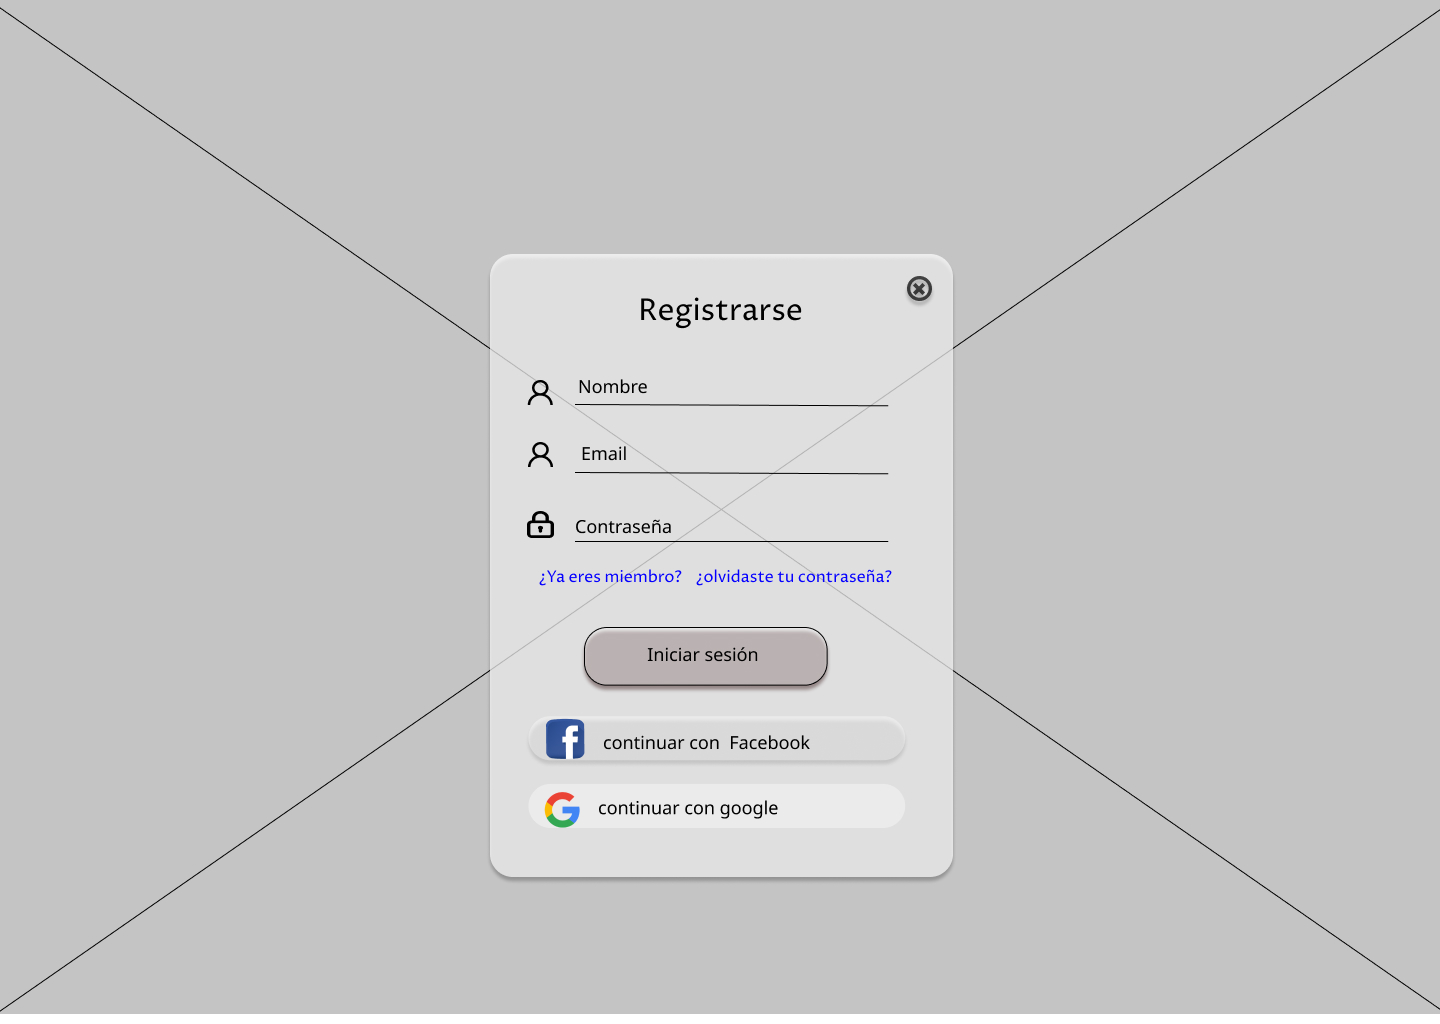 Registrarse
Nombre
Email
Contraseña
¿Ya eres miembro? ¿olvidaste tu contraseña?
Iniciar sesión
continuar con Facebook
continuar con google